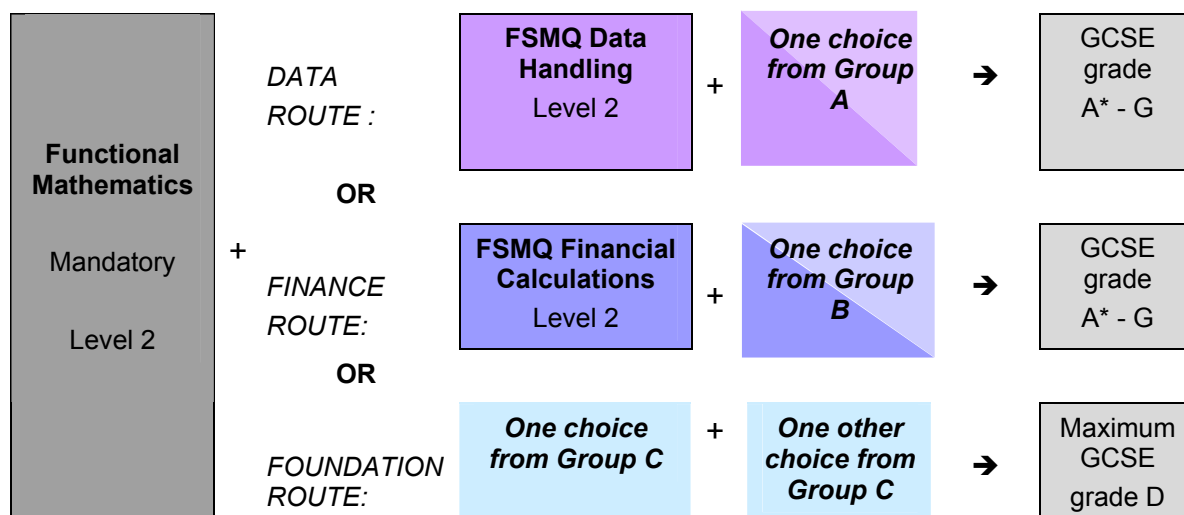 Functional
Mathematics
Mandatory
Level 2
+
DATA
ROUTE :
FSMQ Data
Handling
Level 2
+
One choice
from Group
A
➔
GCSE
grade
A* - G
OR
FINANCE
ROUTE:
FSMQ Financial
Calculations
Level 2
+
One choice
from Group
B
➔
GCSE
grade
A* - G
OR
FOUNDATION
ROUTE:
One choice
from Group C
+
One other
choice from
Group C
➔
Maximum
GCSE
grade D